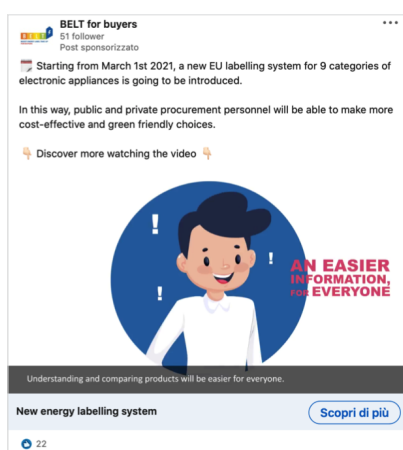 BELT for buyers
51 follower
Post sponsorizzato
Starting from March 1st 2021, a new EU labelling system for 9 categories of
electronic appliances is going to be introduced.
In this way, public and private procurement personnel will be able to make more
cost-effective and green friendly choices.
Discover more watching the video
! ! !
AN EASIER
INFORMATION,
FOR EVERYONE
Understanding and comparing products will be easier for everyone.
New energy labelling system
Scopri di più
22